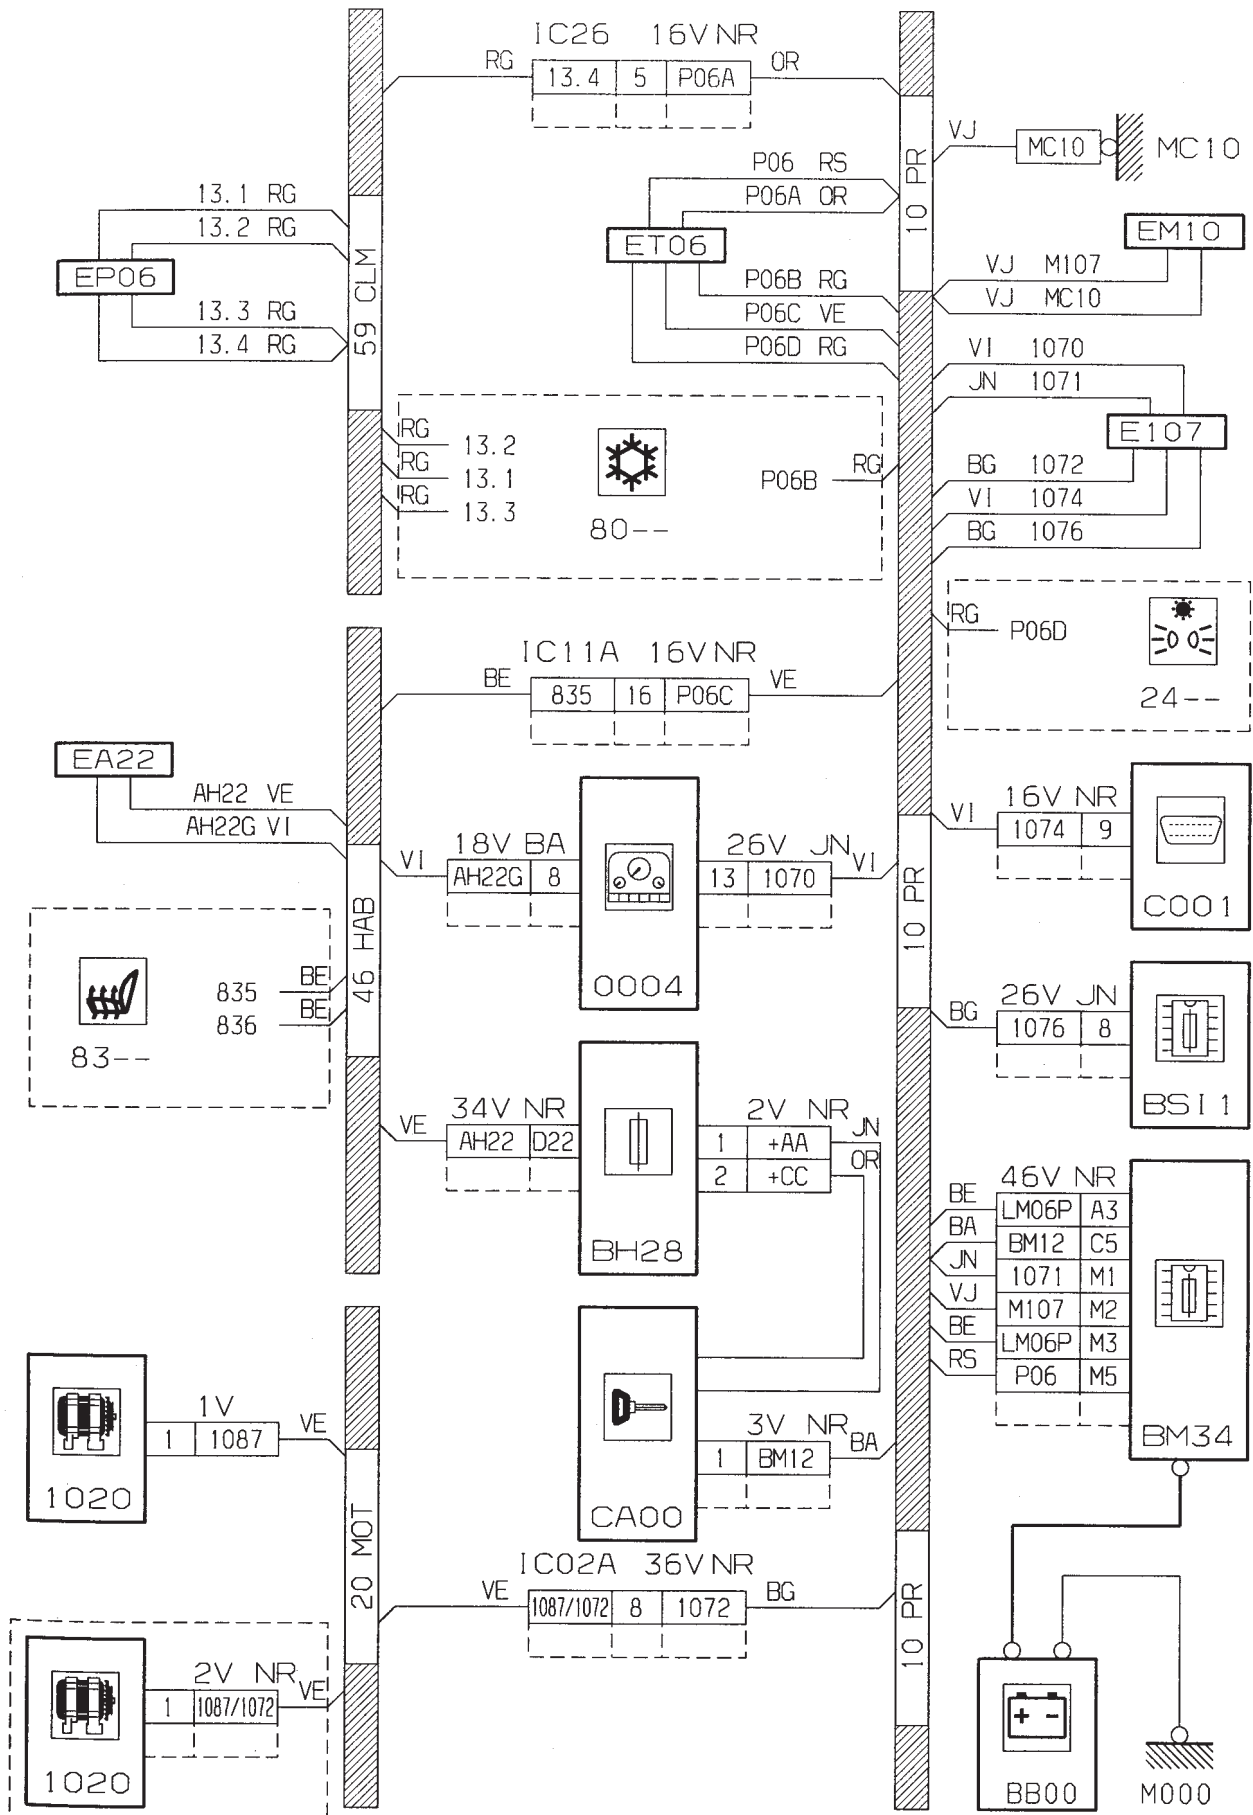 IC26 16V NR
RG 13.4 5 P06A OR
10 PR
VJ MC10 MC10
P06 RS
P06A OR
ET06
P06B RG
P06C VE
P06D RG
13.1 RG
13.2 RG
EP06
13.3 RG
13.4 RG
59 CLM
EM10
VJ M107
VJ MC10
VI 1070
JN 1071
E107
BG 1072
VI 1074
BG 1076
RG 13.2
RG 13.1
RG 13.3
80--
P06B RG
RG P06D
24--
IC11A 16V NR
BE 835 16 P06C VE
EA22
AH22 VE
AH22G VI
46 HAB
18V BA
VI AH22G 8
0004
26V JN
13 1070 VI
10 PR
16V NR
VI 1074 9
C001
835 BE
836 BE
83--
26V JN
BG 1076 8
BSI1
34V NR
VE AH22 D22
BH28
2V NR
1 +AA JN
2 +CC OR
46V NR
BE LM06P A3
BA BM12 C5
JN 1071 M1
VJ M107 M2
BE LM06P M3
RS P06 M5
BM34
1V
1 1087 VE
1020
20 MOT
CA00
3V NR
1 BM12 BA
IC02A 36V NR
VE 1087/1072 8 1072 BG
10 PR
2V NR
1 1087/1072 VE
1020
+ -
BB00
M000